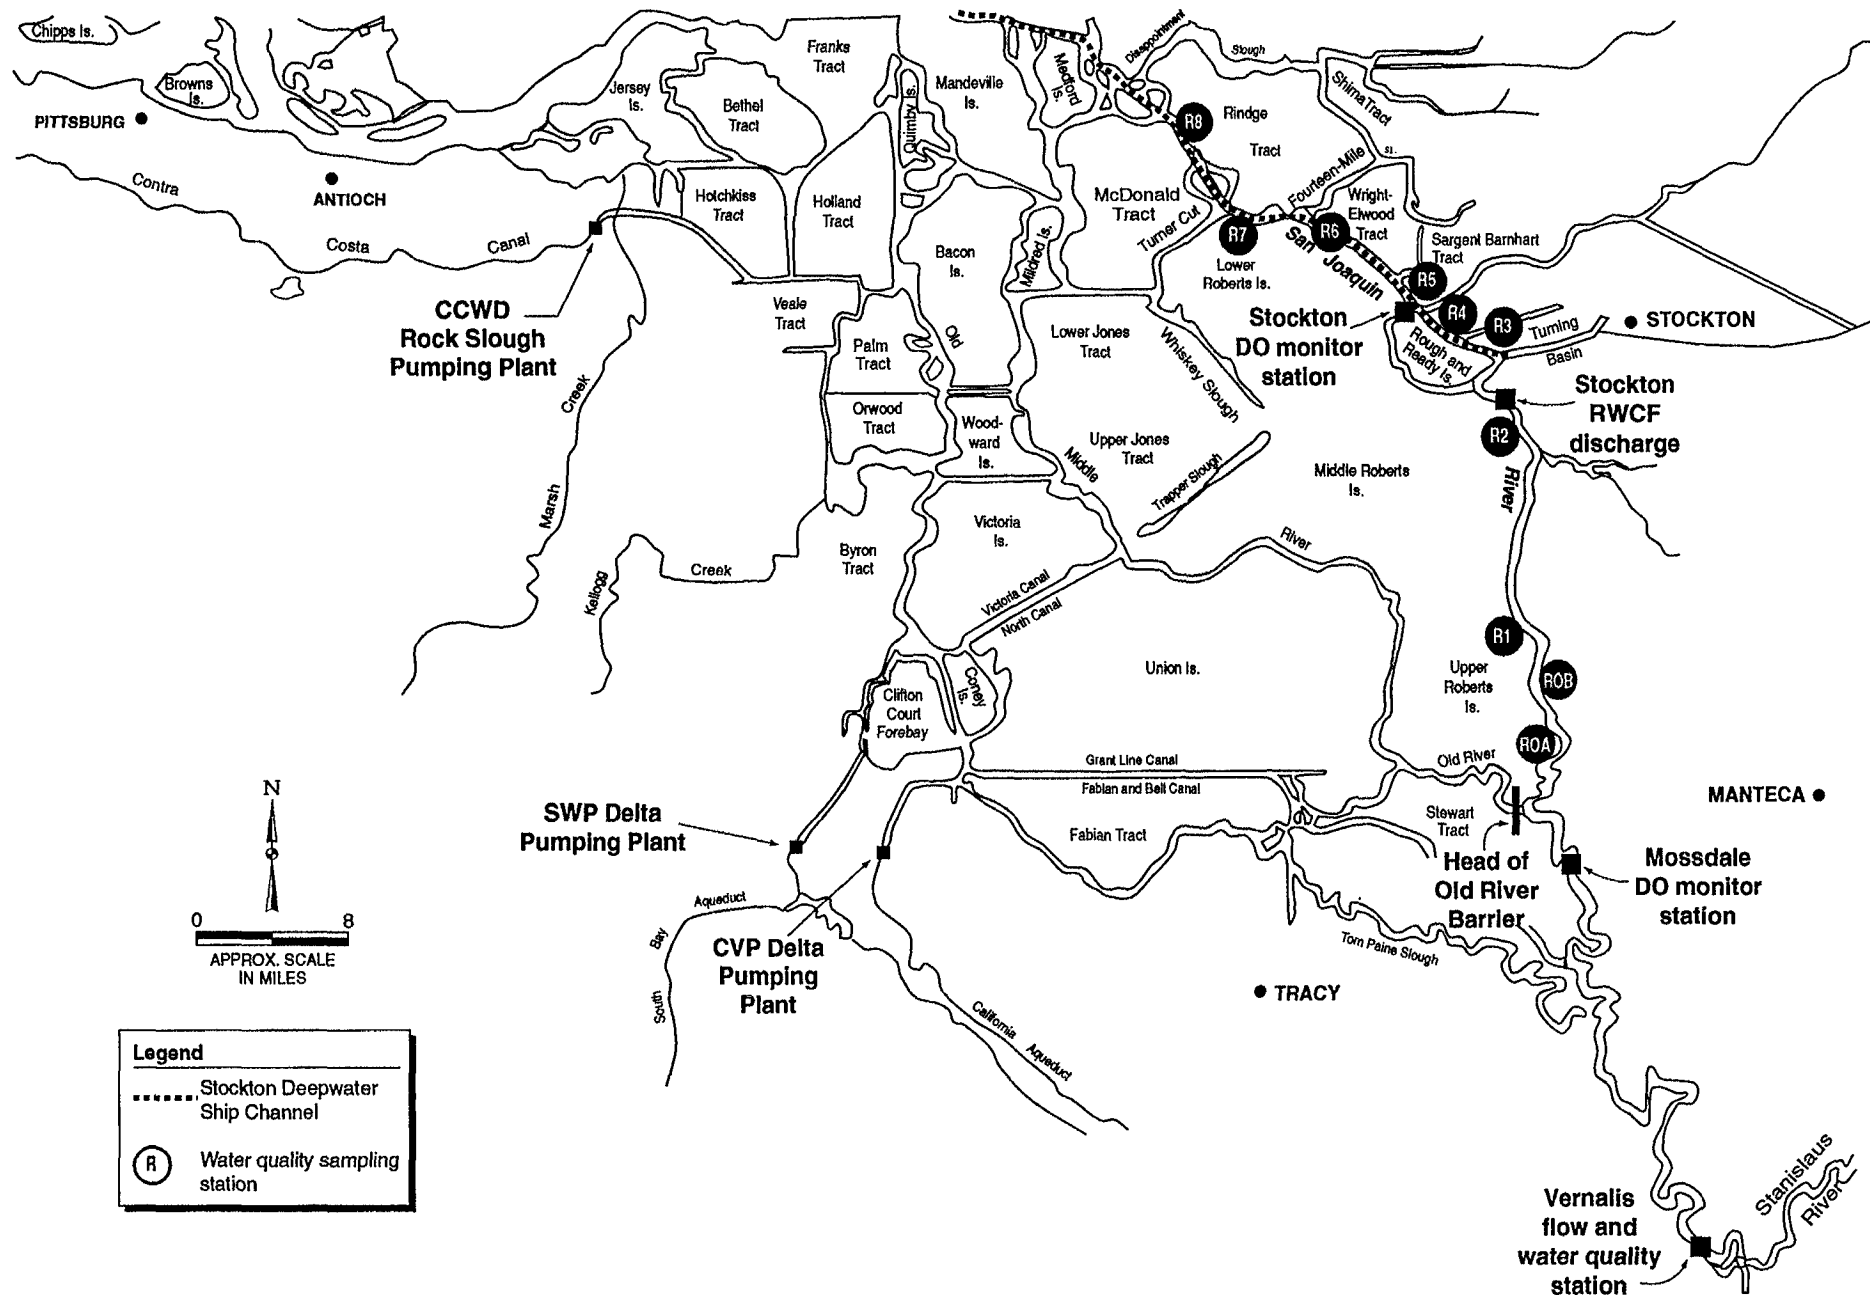 Chipps Is.
Browns
Is.
PITTSBURG
ANTIOCH
Contra
Costa
Canal
Jersey
Is.
Bethel
Tract
Franks
Tract
Quimby Is.
Mandeville
Is.
Medford
Is.
Disappointment
Slough
Shima Tract
R8
Rindge
Tract
Fourteen-Mile
Sl.
Wright-
Elwood
Tract
Hotchkiss
Tract
Holland
Tract
McDonald
Tract
Turner Cut
R7
Lower
Roberts Is.
R6
San
Joaquin
Sargent Barnhart
Tract
R5
R4
R3
Turning
Basin
STOCKTON
Bacon
Is.
Mildred Is.
CCWD
Rock Slough
Pumping Plant
Veale
Tract
Palm
Tract
Old
Lower Jones
Tract
Whiskey Slough
Stockton
DO monitor
station
Rough and
Ready Is.
Stockton
RWCF
discharge
R2
River
Orwood
Tract
Wood-
ward
Is.
Middle
Upper Jones
Tract
Trapper Slough
Middle Roberts
Is.
Marsh
Creek
Kellogg
Creek
Byron
Tract
Victoria
Is.
River
Victoria Canal
North Canal
R1
Upper
Roberts
Is.
ROB
ROA
Union Is.
Coney
Is.
Clifton
Court
Forebay
Grant Line Canal
Fabian and Bell Canal
Fabian Tract
Old River
Stewart
Tract
MANTECA
Head of
Old River
Barrier
Mossdale
DO monitor
station
SWP Delta
Pumping Plant
CVP Delta
Pumping
Plant
South
Bay
Aqueduct
California
Aqueduct
Tom Paine Slough
TRACY
N
0 8
APPROX. SCALE
IN MILES
Legend
Stockton Deepwater
Ship Channel
R
Water quality sampling
station
Vernalis
flow and
water quality
station
Stanislaus
River